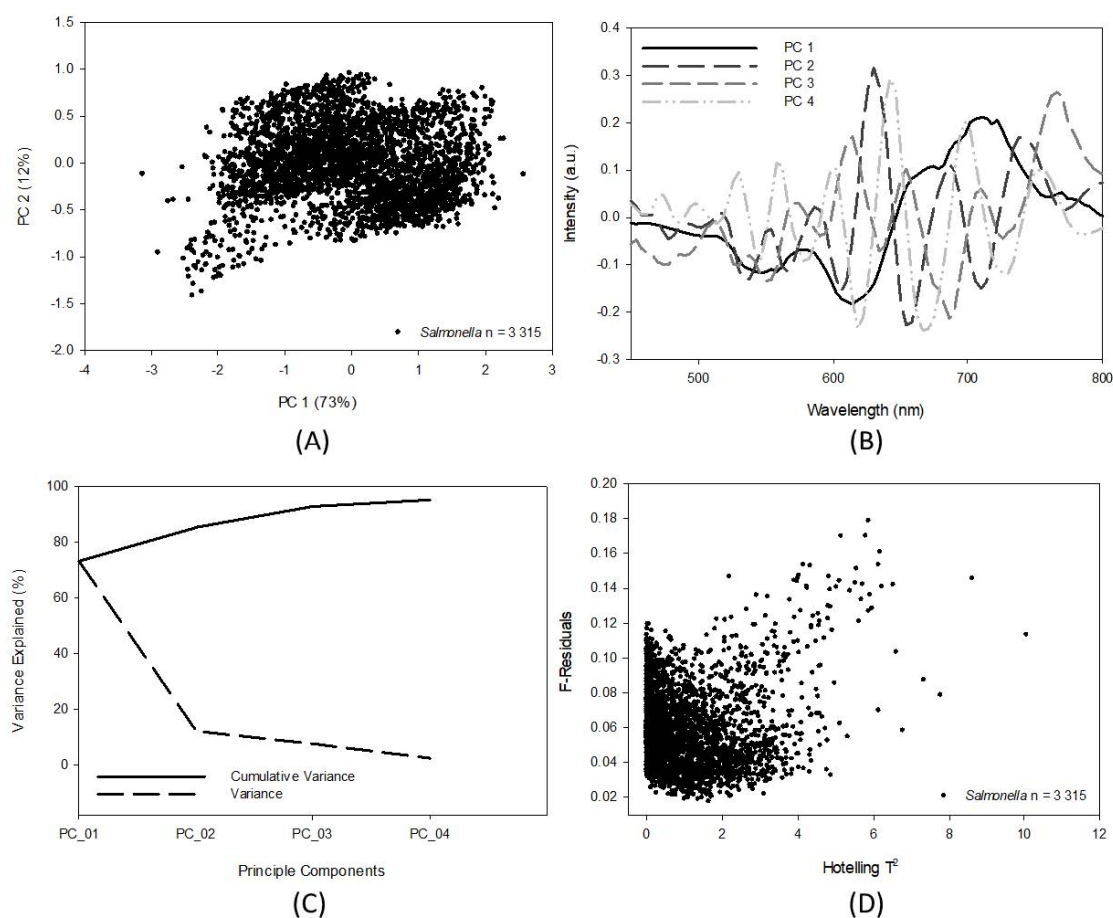 1.5
1.0
0.5
0.0
-0.5
-1.0
-1.5
-2.0
PC 2 (12%)
Salmonella n = 3 315
-4 -3 -2 -1 0 1 2 3
PC 1 (73%)
(A)
0.4
0.3
0.2
0.1
0.0
-0.1
-0.2
-0.3
Intensity (a.u.)
PC 1
PC 2
PC 3
PC 4
500 600 700 800
Wavelength (nm)
(B)
100
80
60
40
20
0
Variance Explained (%)
Cumulative Variance
Variance
PC_01 PC_02 PC_03 PC_04
Principle Components
(C)
0.20
0.18
0.16
0.14
0.12
0.10
0.08
0.06
0.04
0.02
F-Residuals
Salmonella n = 3 315
0 2 4 6 8 10 12
Hotelling T²
(D)